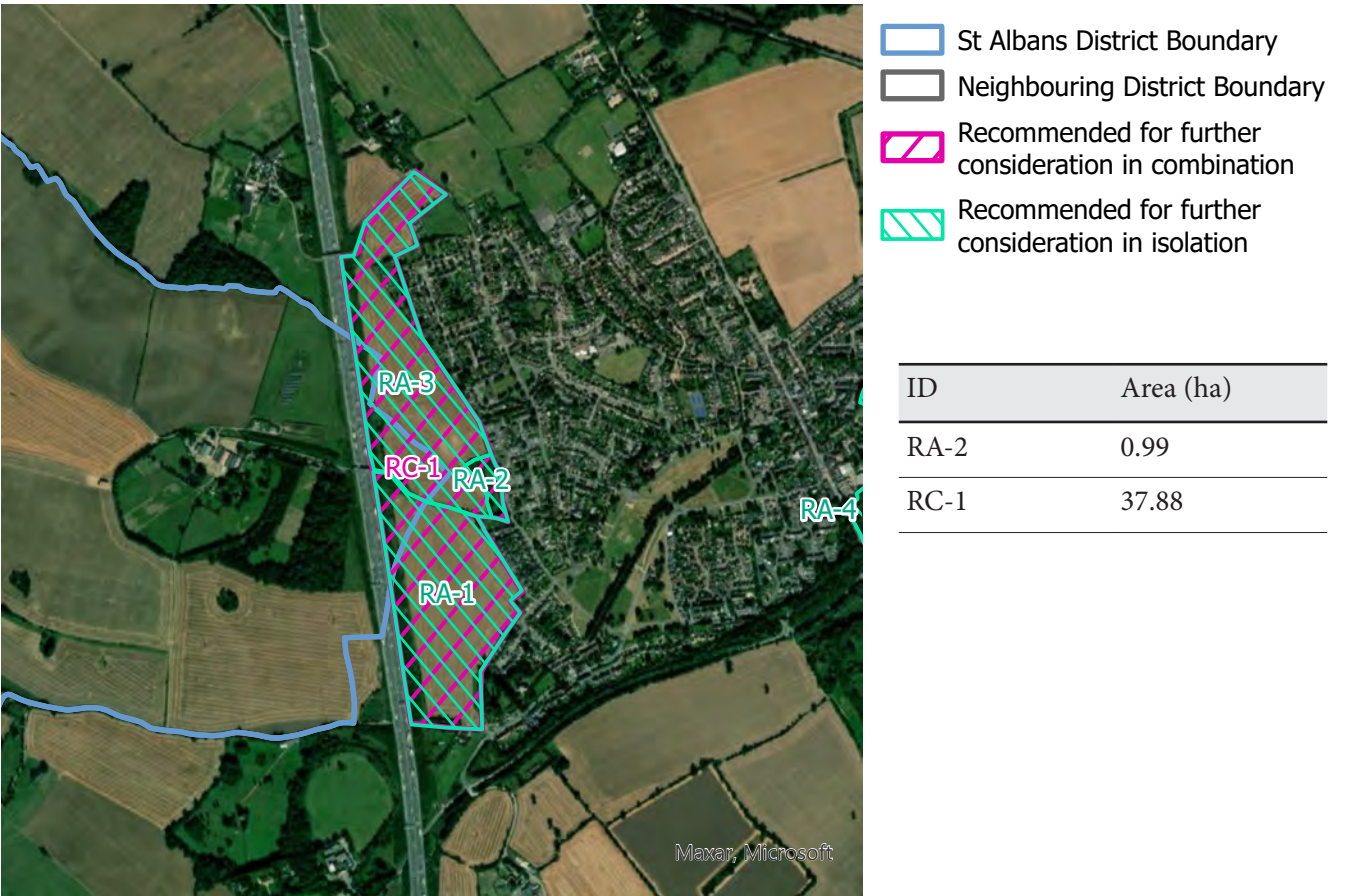 RA-3
RC-1
RA-2
RA-4
RA-1
Maxar, Microsoft
St Albans District Boundary
Neighbouring District Boundary
Recommended for further
consideration in combination
Recommended for further
consideration in isolation
ID Area (ha)
RA-2 0.99
RC-1 37.88